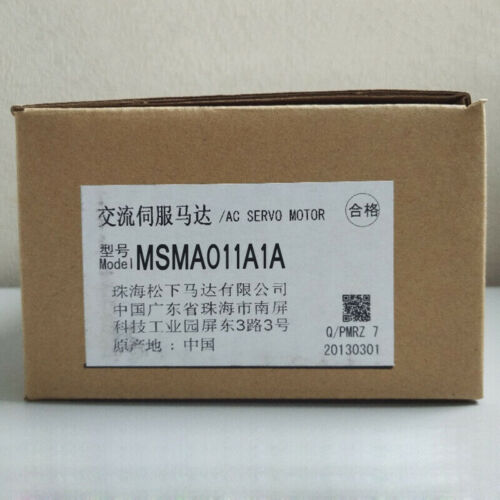 交流伺服马达 /AC SERVO MOTOR
合格
型号
Model MSMA011A1A
珠海松下马达有限公司
中国广东省珠海市南屏
科技工业园屏东3路3号
原产地：中国
Q/PMRZ 7
20130301